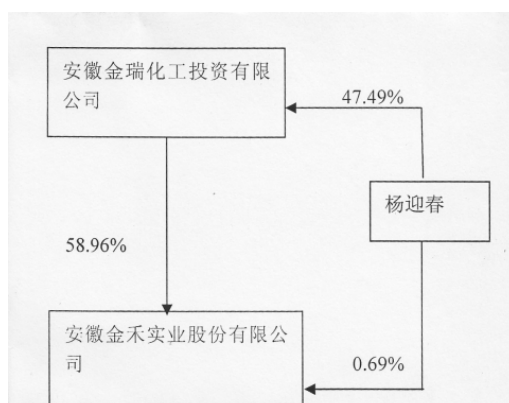 安徽金瑞化工投资有限
公司
47.49%
杨迎春
58.96%
安徽金禾实业股份有限公
司
0.69%